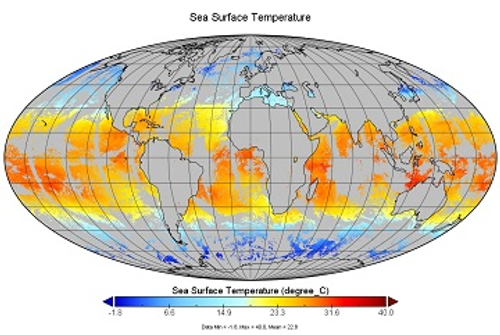 Sea Surface Temperature
Sea Surface Temperature (degree_C)
-1.8 6.6 14.9 23.3 31.6 40.0
Data Min = -1.8, Max = 40.0, Mean = 22.9